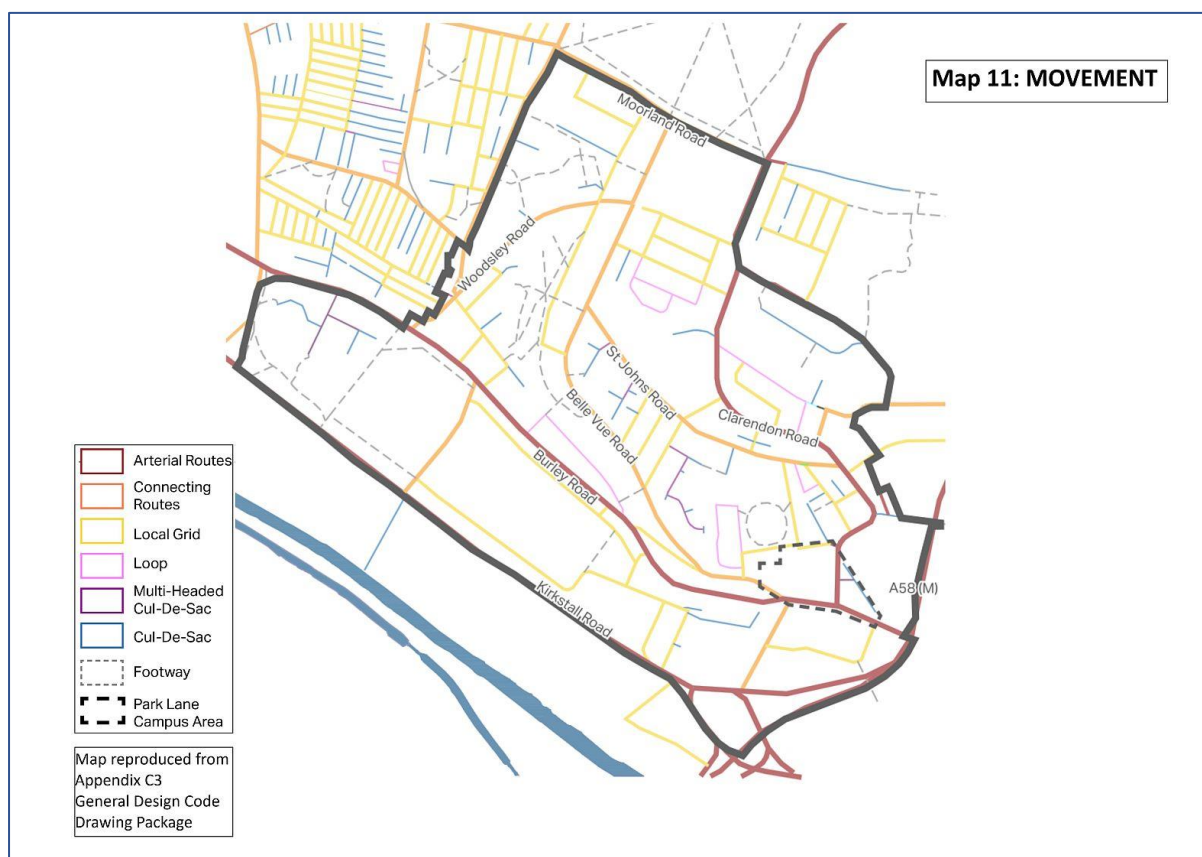 Map 11: MOVEMENT
Moorland Road
Woodsley Road
St Johns Road
Belle Vue Road
Clarendon Road
Burley Road
Kirkstall Road
A58 (M)
Arterial Routes
Connecting
Routes
Local Grid
Loop
Multi-Headed
Cul-De-Sac
Cul-De-Sac
Footway
Park Lane
Campus Area
Map reproduced from
Appendix C3
General Design Code
Drawing Package